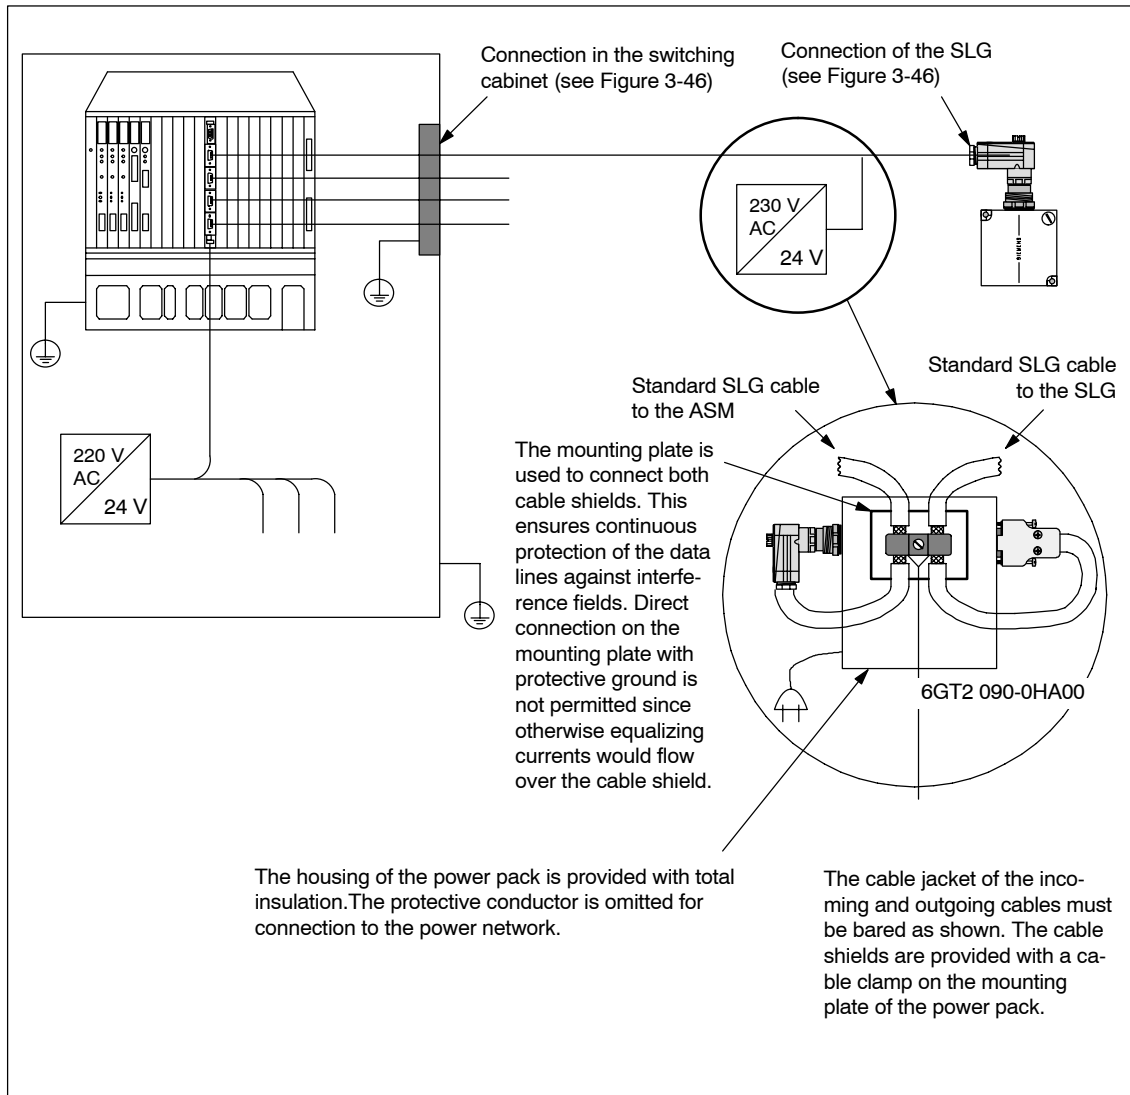 Connection in the switching
cabinet (see Figure 3-46)
Connection of the SLG
(see Figure 3-46)
230 V
AC
24 V
SIEMENS
Standard SLG cable
to the ASM
Standard SLG cable
to the SLG
220 V
AC
24 V
The mounting plate is
used to connect both
cable shields. This
ensures continuous
protection of the data
lines against interfe-
rence fields. Direct
connection on the
mounting plate with
protective ground is
not permitted since
otherwise equalizing
currents would flow
over the cable shield.
6GT2 090-0HA00
The housing of the power pack is provided with total
insulation.The protective conductor is omitted for
connection to the power network.
The cable jacket of the inco-
ming and outgoing cables must
be bared as shown. The cable
shields are provided with a ca-
ble clamp on the mounting
plate of the power pack.